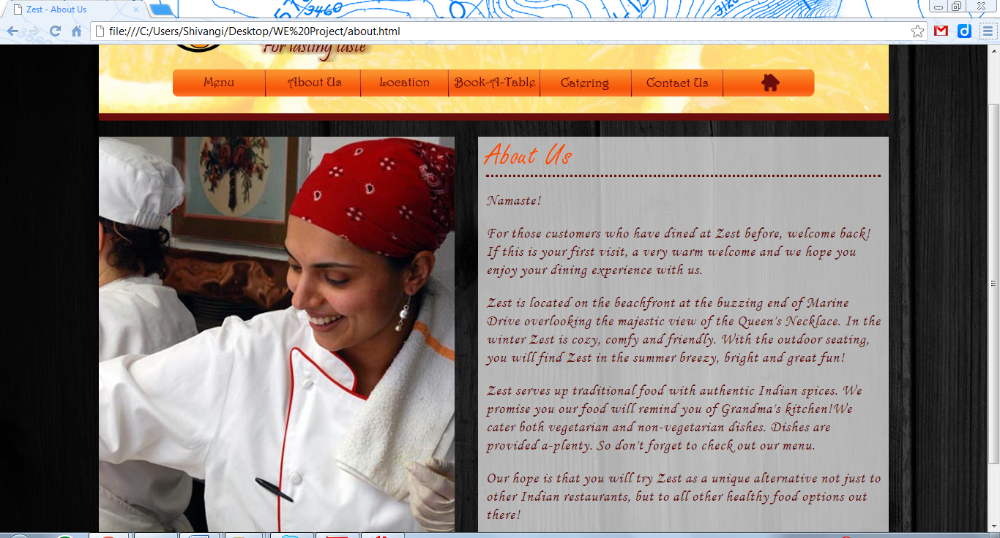 3460
3120
Zest - About Us
file:///C:/Users/Shivangi/Desktop/WE%20Project/about.html
For lasting taste
Menu
About Us
Location
Book-A-Table
Catering
Contact Us
About Us
Namaste!
For those customers who have dined at Zest before, welcome back!
If this is your first visit, a very warm welcome and we hope you
enjoy your dining experience with us.
Zest is located on the beachfront at the buzzing end of Marine
Drive overlooking the majestic view of the Queen's Necklace. In the
winter Zest is cozy, comfy and friendly. With the outdoor seating,
you will find Zest in the summer breezy, bright and great fun!
Zest serves up traditional food with authentic Indian spices. We
promise you our food will remind you of Grandma's kitchen!We
cater both vegetarian and non-vegetarian dishes. Dishes are
provided a-plenty. So don't forget to check out our menu.
Our hope is that you will try Zest as a unique alternative not just to
other Indian restaurants, but to all other healthy food options out
there!